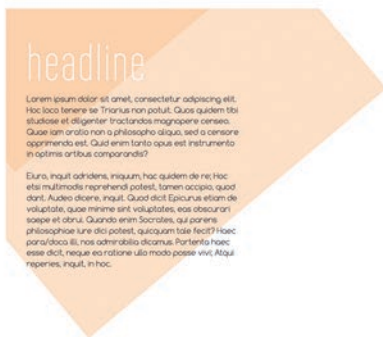 headline
Lorem ipsum dolor sit amet, consectetur adipiscing elit.
Hoc loco tenere se Triarius non potuit. Quos quidem tibi
studiose et diligenter tractandos magnopere censeo.
Quae iam oratio non a philosopho aliquo, sed a censore
opprimenda est. Quid enim tanto opus est instrumento
in optimis artibus comparandis?
Eiuro, inquit adridens, iniquum, hac quidem de re; Hoc
etsi multimodis reprehendi potest, tamen accipio, quod
dant. Audeo dicere, inquit. Quod dicit Epicurus etiam de
voluptate, quae minime sint voluptates, eas obscurari
saepe et obrui. Quando enim Socrates, qui parens
philosophiae iure dici potest, quicquam tale fecit? Haec
para/doca illi, nos admirabilia dicamus. Portenta haec
esse dicit, neque ea ratione ullo modo posse vivi; Atqui
reperies, inquit, in hoc.